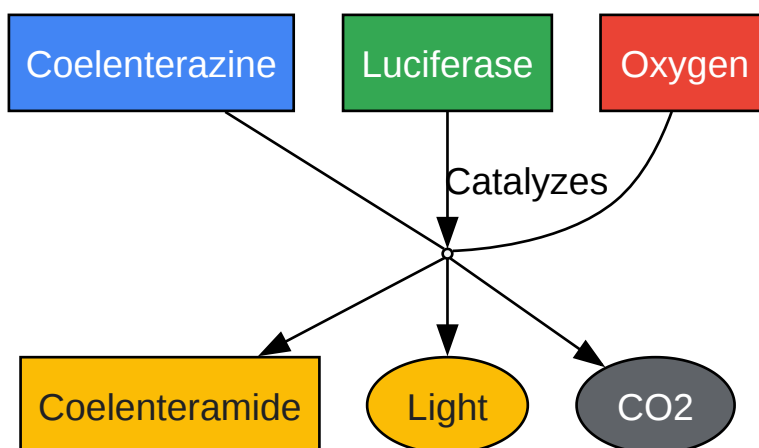 Coelenterazine
Luciferase
Oxygen
Catalyzes
Coelenteramide
Light
CO2